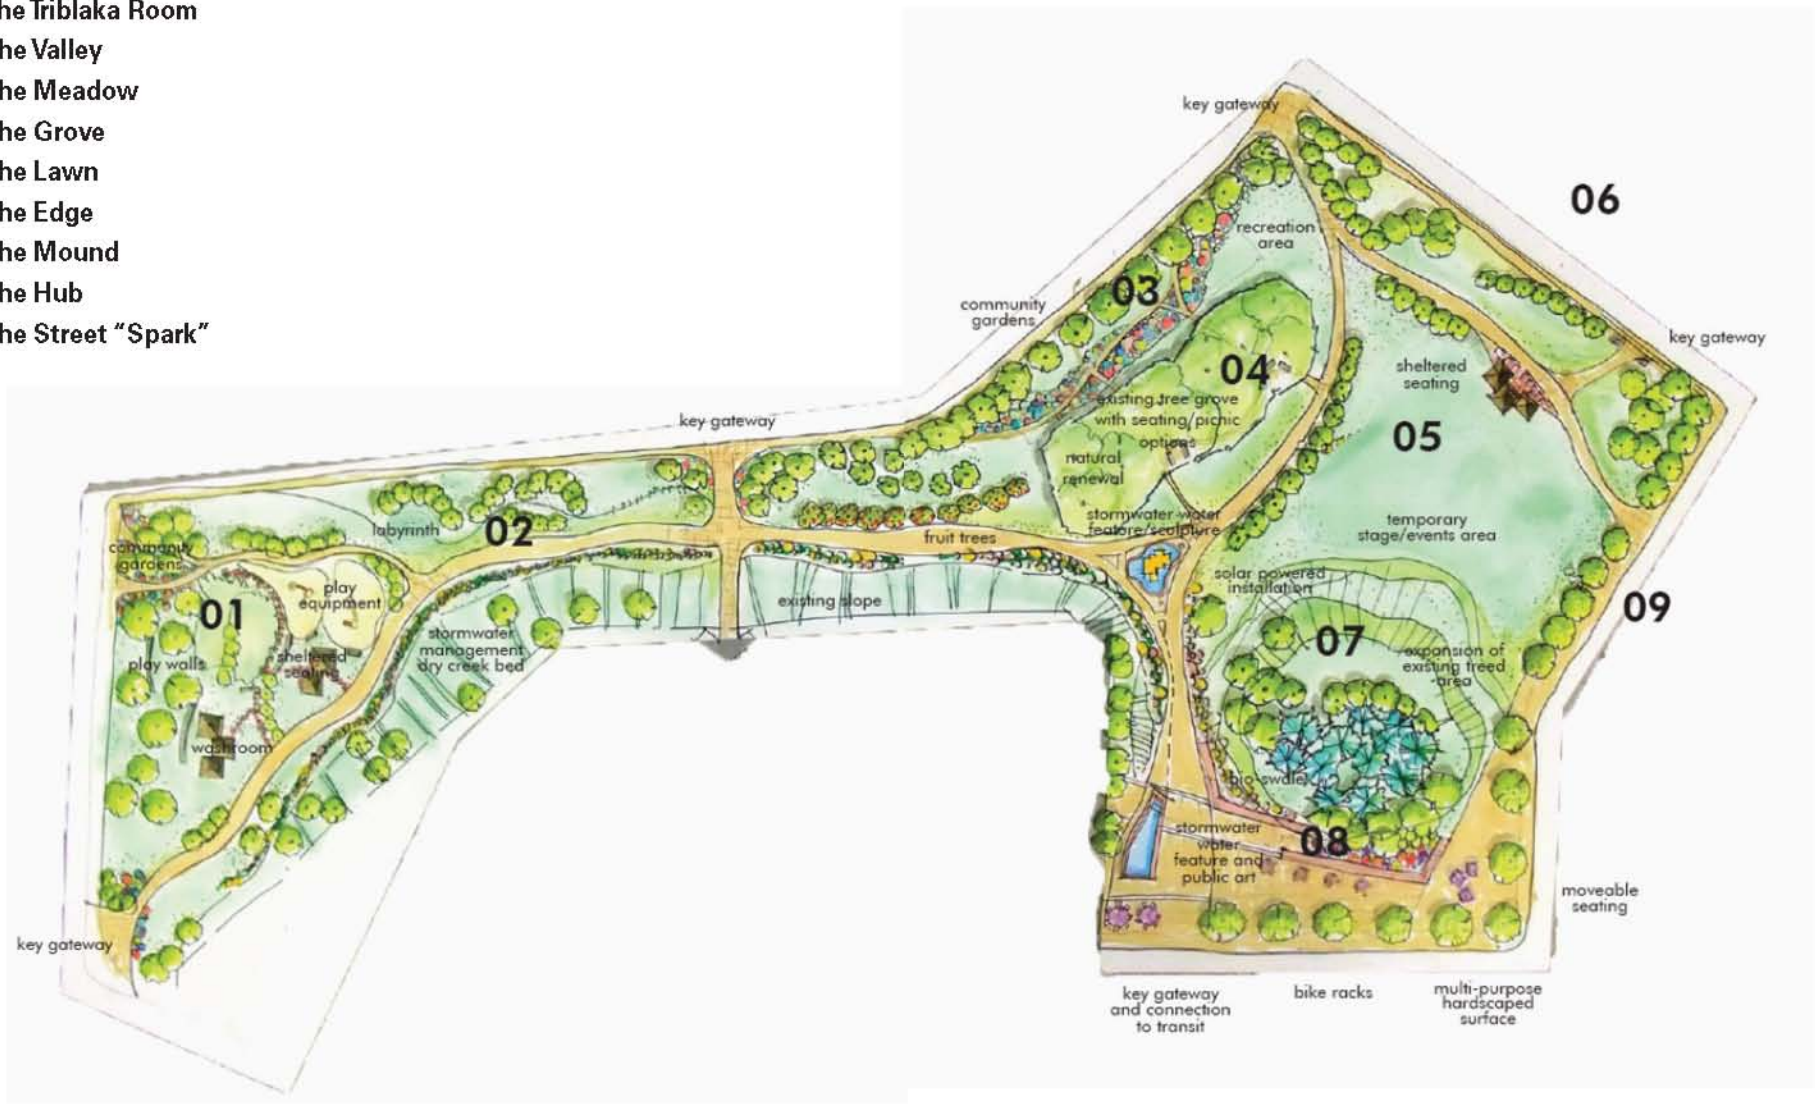 he Triblaka Room
he Valley
he Meadow
he Grove
he Lawn
he Edge
he Mound
he Hub
he Street “Spark”
key gateway
06
recreation
area
03
community
gardens
key gateway
04
sheltered
seating
existing tree grove
with seating/picnic
options
05
key gateway
natural
renewal
labyrinth
02
stormwater water
feature/sculpture
fruit trees
temporary
stage/events area
community
gardens
solar powered
installation
play
equipment
01
existing slope
09
stormwater
management
dry creek bed
07
expansion of
existing treed
area
play walls
sheltered
seating
washroom
bio-swale
stormwater
water
feature and
public art
08
moveable
seating
key gateway
key gateway
and connection
to transit
bike racks
multi-purpose
hardscaped
surface